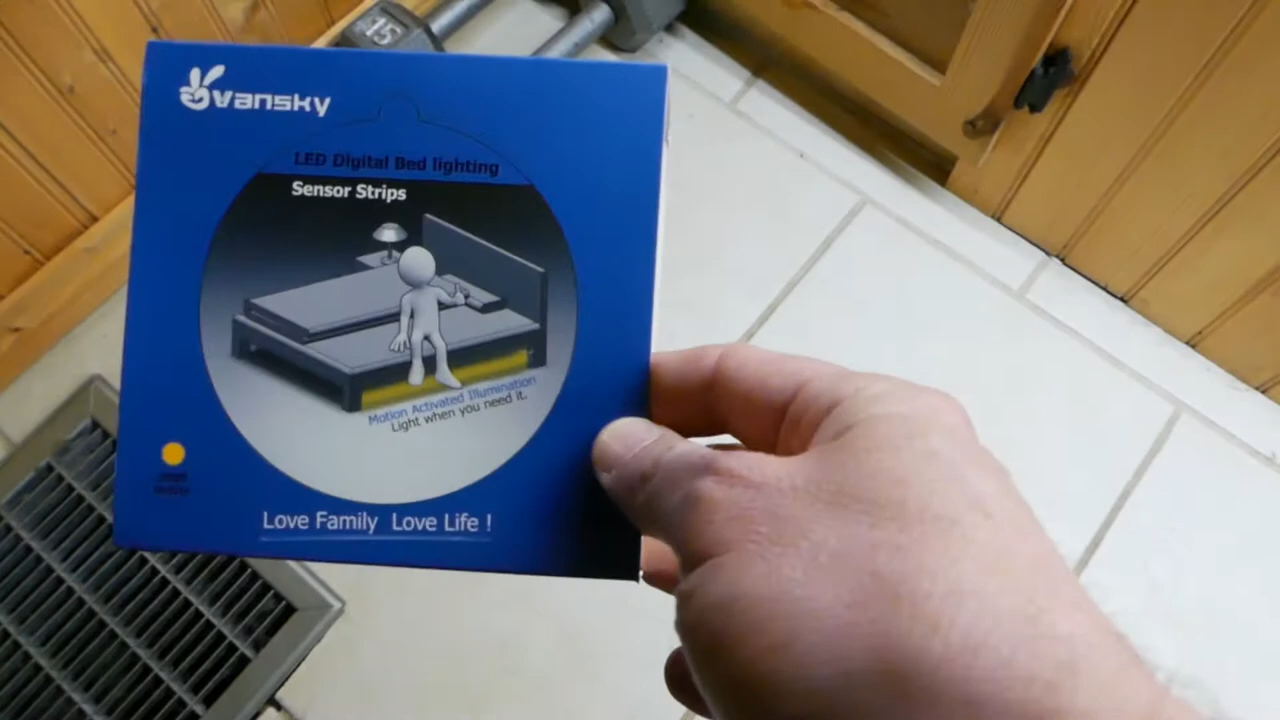 15
vansky
LED Digital Bed lighting
Sensor Strips
Motion Activated Illumination
Light when you need it.
Love Family Love Life !